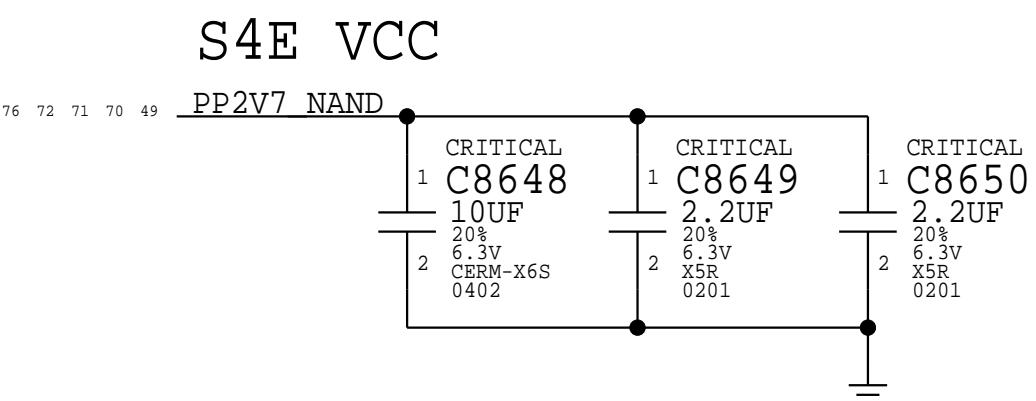 S4E VCC
76 72 71 70 49 PP2V7_NAND
CRITICAL
1 C8648
10UF
20%
6.3V
2 CERM-X6S
0402
CRITICAL
1 C8649
2.2UF
20%
6.3V
2 X5R
0201
CRITICAL
1 C8650
2.2UF
20%
6.3V
2 X5R
0201